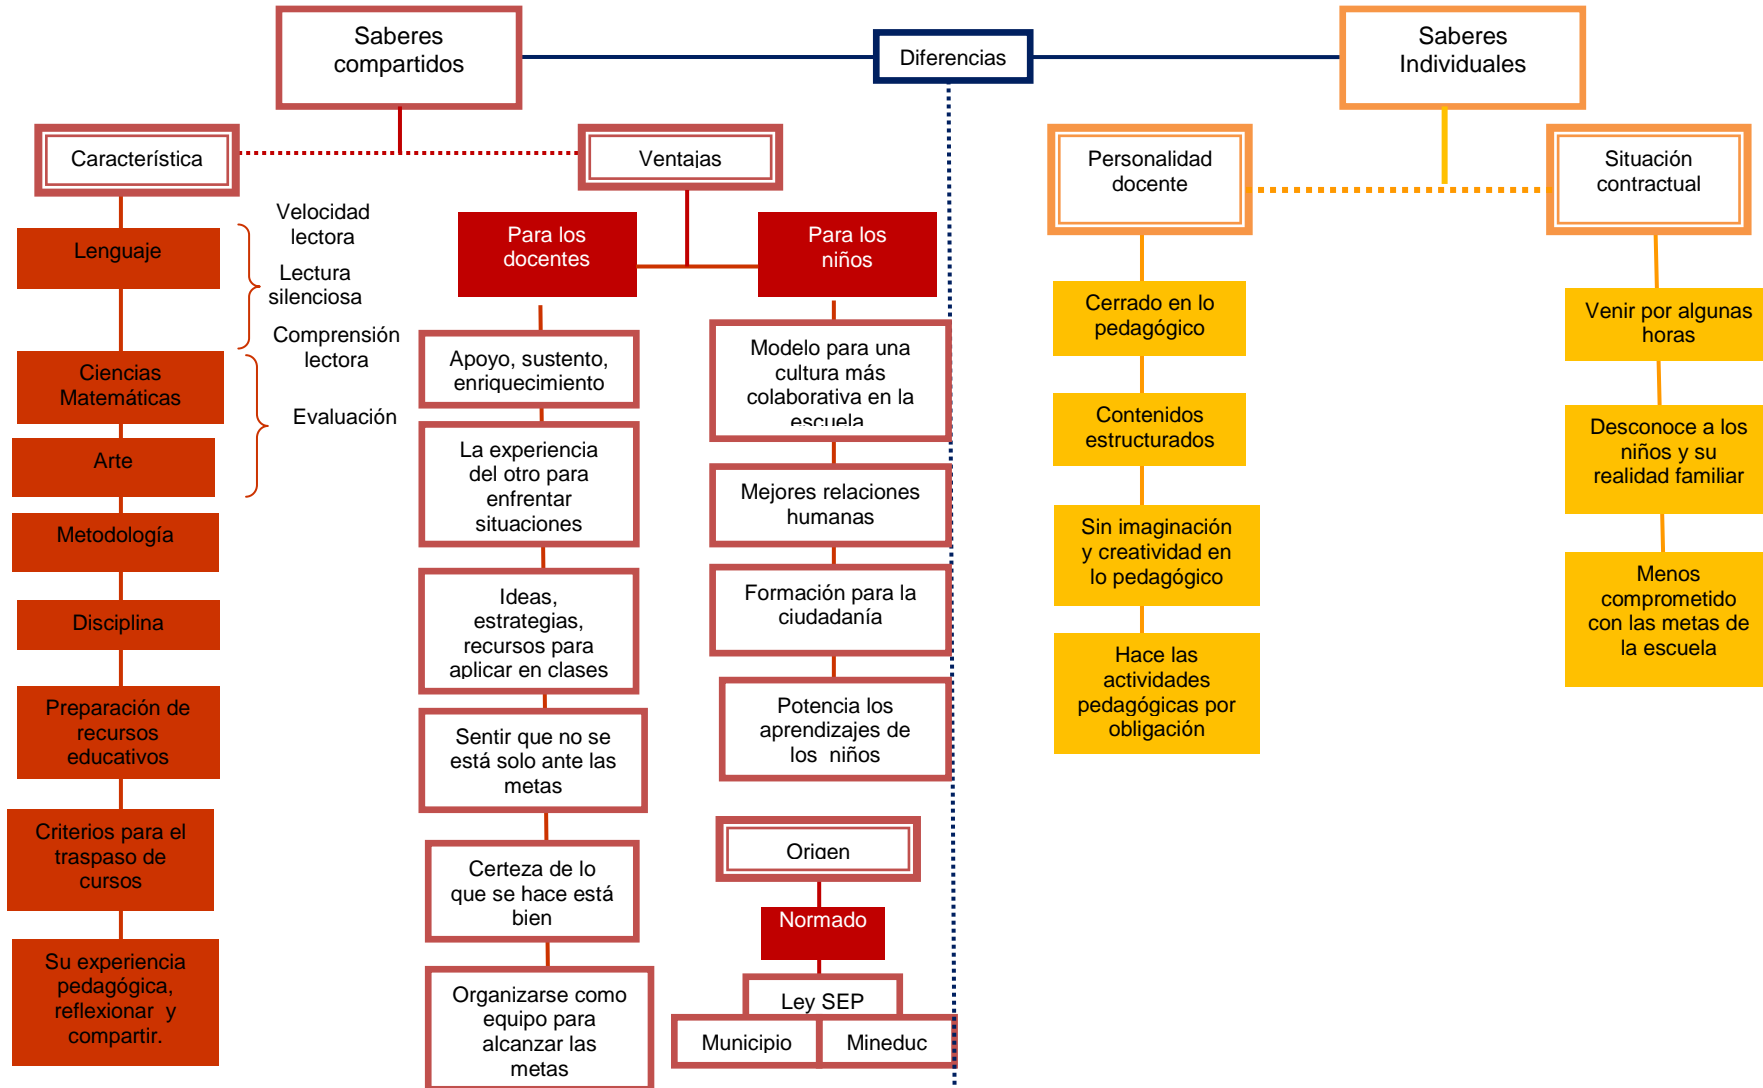 Saberes
compartidos
Diferencias
Saberes
Individuales
Característica
Ventajas
Personalidad
docente
Situación
contractual
Lenguaje
Velocidad
lectora
Lectura
silenciosa
Comprensión
lectora
Ciencias
Matemáticas
Arte
Evaluación
Metodología
Disciplina
Preparación de
recursos
educativos
Criterios para el
traspaso de
cursos
Su experiencia
pedagógica,
reflexionar y
compartir.
Para los
docentes
Apoyo, sustento,
enriquecimiento
La experiencia
del otro para
enfrentar
situaciones
Ideas,
estrategias,
recursos para
aplicar en clases
Sentir que no se
está solo ante las
metas
Certeza de lo
que se hace está
bien
Organizarse como
equipo para
alcanzar las
metas
Para los
niños
Modelo para una
cultura más
colaborativa en la
escuela
Mejores relaciones
humanas
Formación para la
ciudadanía
Potencia los
aprendizajes de
los niños
Origen
Normado
Ley SEP
Municipio
Mineduc
Cerrado en lo
pedagógico
Contenidos
estructurados
Sin imaginación
y creatividad en
lo pedagógico
Hace las
actividades
pedagógicas por
obligación
Venir por algunas
horas
Desconoce a los
niños y su
realidad familiar
Menos
comprometido
con las metas de
la escuela